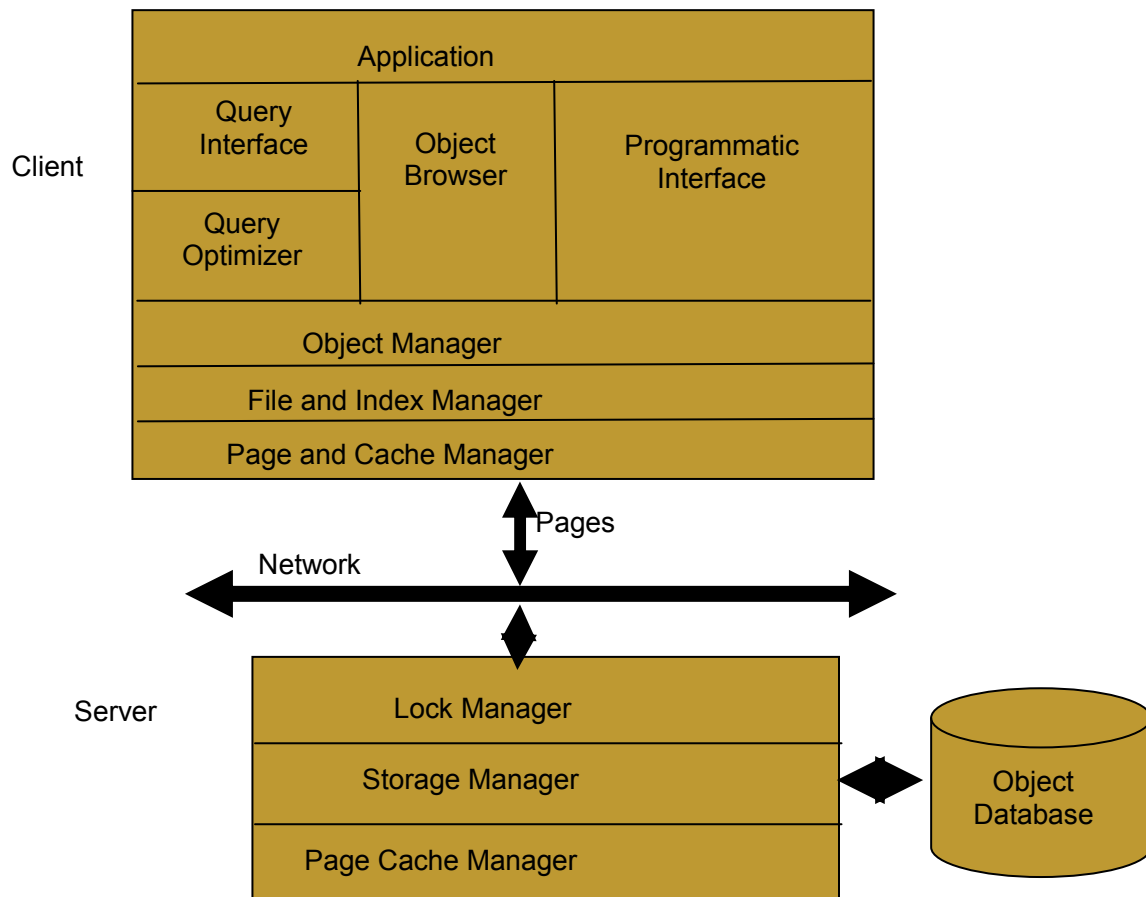 Application
Query
Interface
Object
Browser
Programmatic
Interface
Client
Query
Optimizer
Object Manager
File and Index Manager
Page and Cache Manager
Pages
Network
Server
Lock Manager
Storage Manager
Object
Database
Page Cache Manager